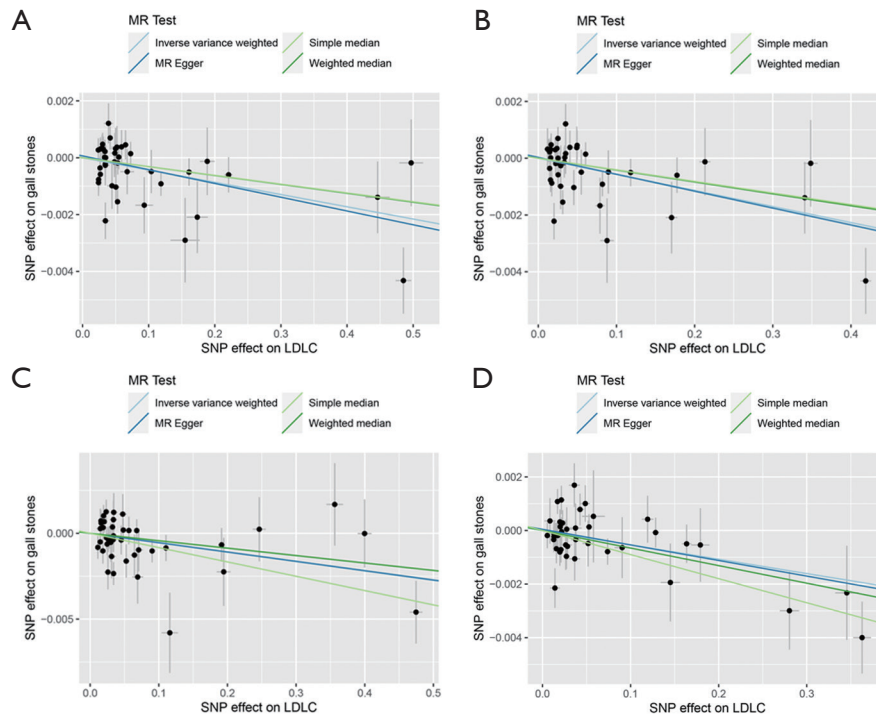 A
MR Test
Inverse variance weighted
Simple median
MR Egger
Weighted median
SNP effect on gall stones
0.002
0.000
−0.002
−0.004
0.0
0.1
0.2
0.3
0.4
0.5
SNP effect on LDLC
B
MR Test
Inverse variance weighted
Simple median
MR Egger
Weighted median
SNP effect on gall stones
0.002
0.000
−0.002
−0.004
0.0
0.1
0.2
0.3
0.4
SNP effect on LDLC
C
MR Test
Inverse variance weighted
Simple median
MR Egger
Weighted median
SNP effect on gall stones
0.000
−0.005
0.0
0.1
0.2
0.3
0.4
0.5
SNP effect on LDLC
D
MR Test
Inverse variance weighted
Simple median
MR Egger
Weighted median
SNP effect on gall stones
0.002
0.000
−0.002
−0.004
0.0
0.1
0.2
0.3
SNP effect on LDLC